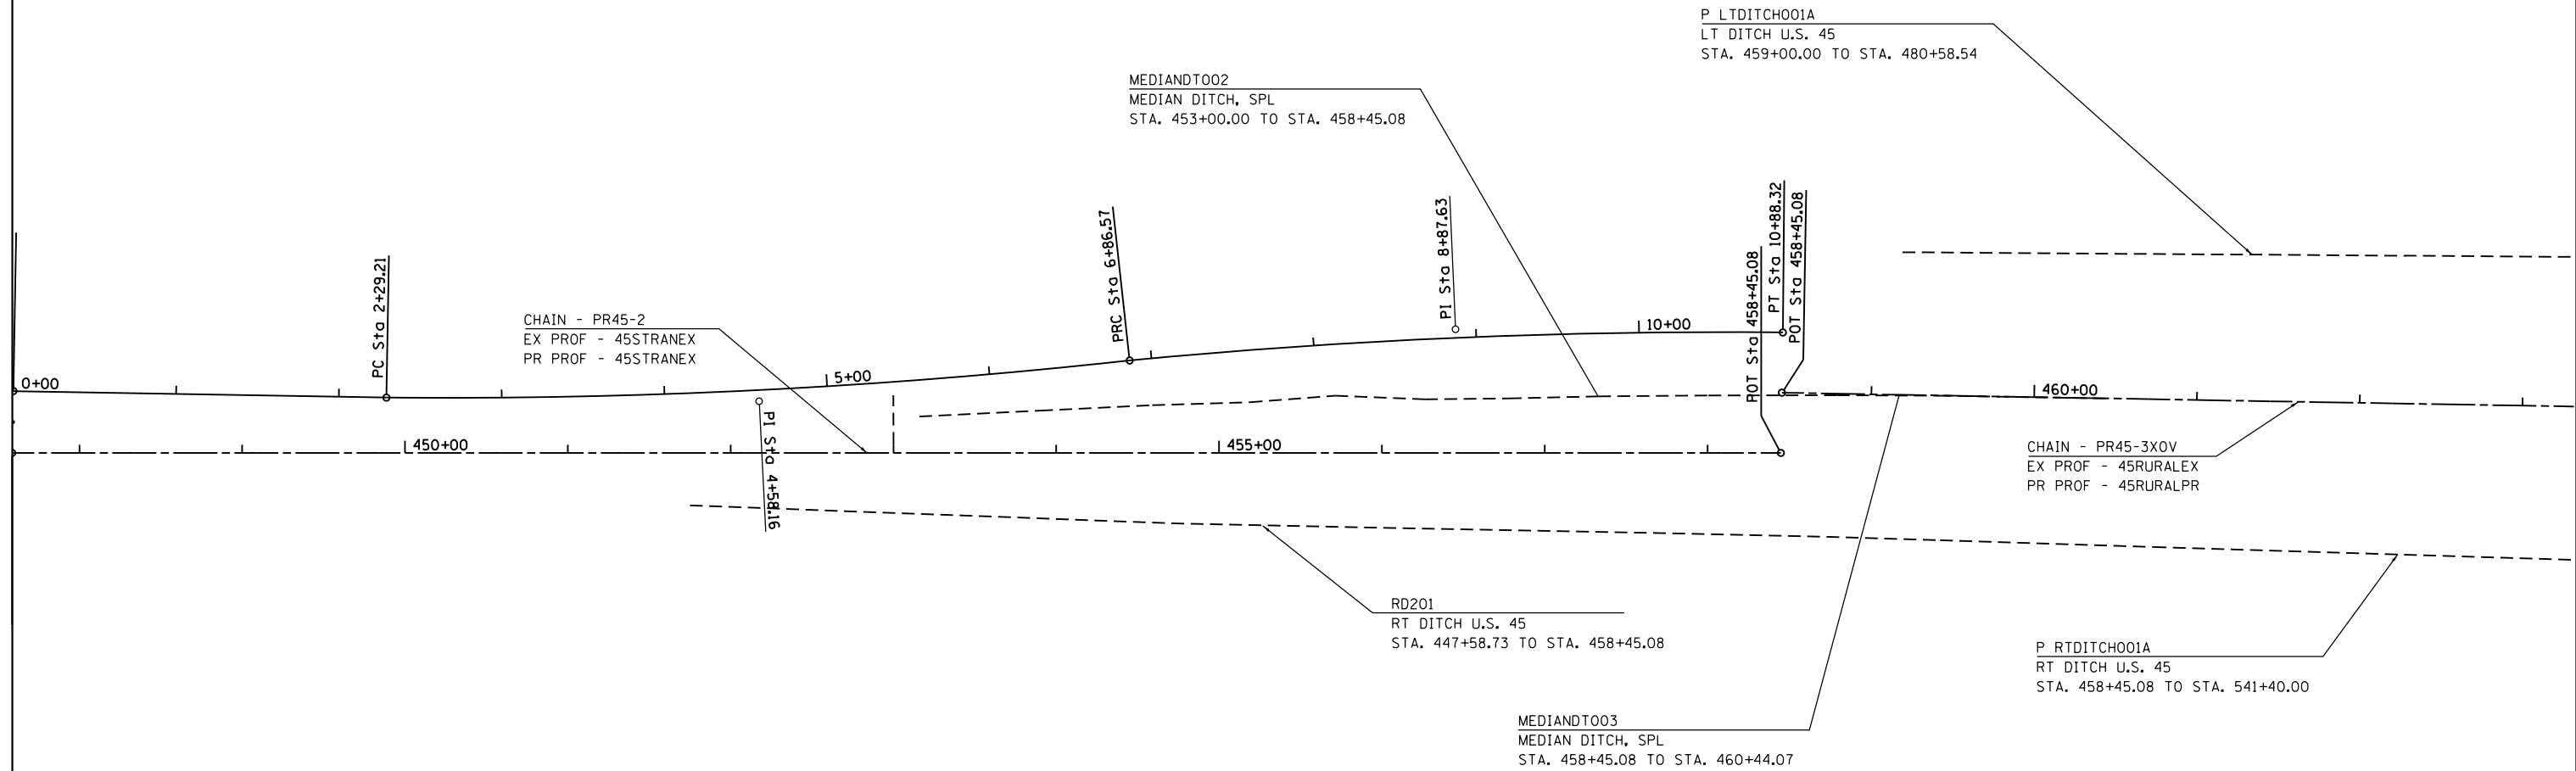 P LTDITCH001A
LT DITCH U.S. 45
STA. 459+00.00 TO STA. 480+58.54
MEDIANDT002
MEDIAN DITCH, SPL
STA. 453+00.00 TO STA. 458+45.08
PC Sta 2+29.21
PRC Sta 6+86.57
PI Sta 8+87.63
POT Sta 458+45.08
PT Sta 10+88.32
POT Sta 458+45.08
CHAIN - PR45-2
EX PROF - 45STRANEX
PR PROF - 45STRANEX
0+00
5+00
10+00
PI Sta 4+58.16
450+00
455+00
460+00
CHAIN - PR45-3XOV
EX PROF - 45RURALEX
PR PROF - 45RURALPR
RD201
RT DITCH U.S. 45
STA. 447+58.73 TO STA. 458+45.08
P RTDITCH001A
RT DITCH U.S. 45
STA. 458+45.08 TO STA. 541+40.00
MEDIANDT003
MEDIAN DITCH, SPL
STA. 458+45.08 TO STA. 460+44.07